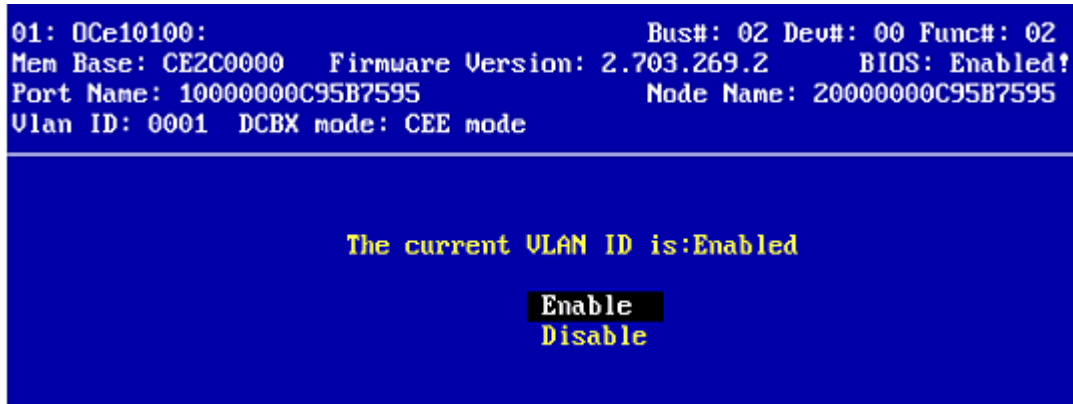 01: OCe10100: Bus#: 02 Dev#: 00 Func#: 02
Mem Base: CE2C0000 Firmware Version: 2.703.269.2 BIOS: Enabled!
Port Name: 10000000C95B7595 Node Name: 20000000C95B7595
Vlan ID: 0001 DCBX mode: CEE mode
The current VLAN ID is:Enabled
Enable
Disable